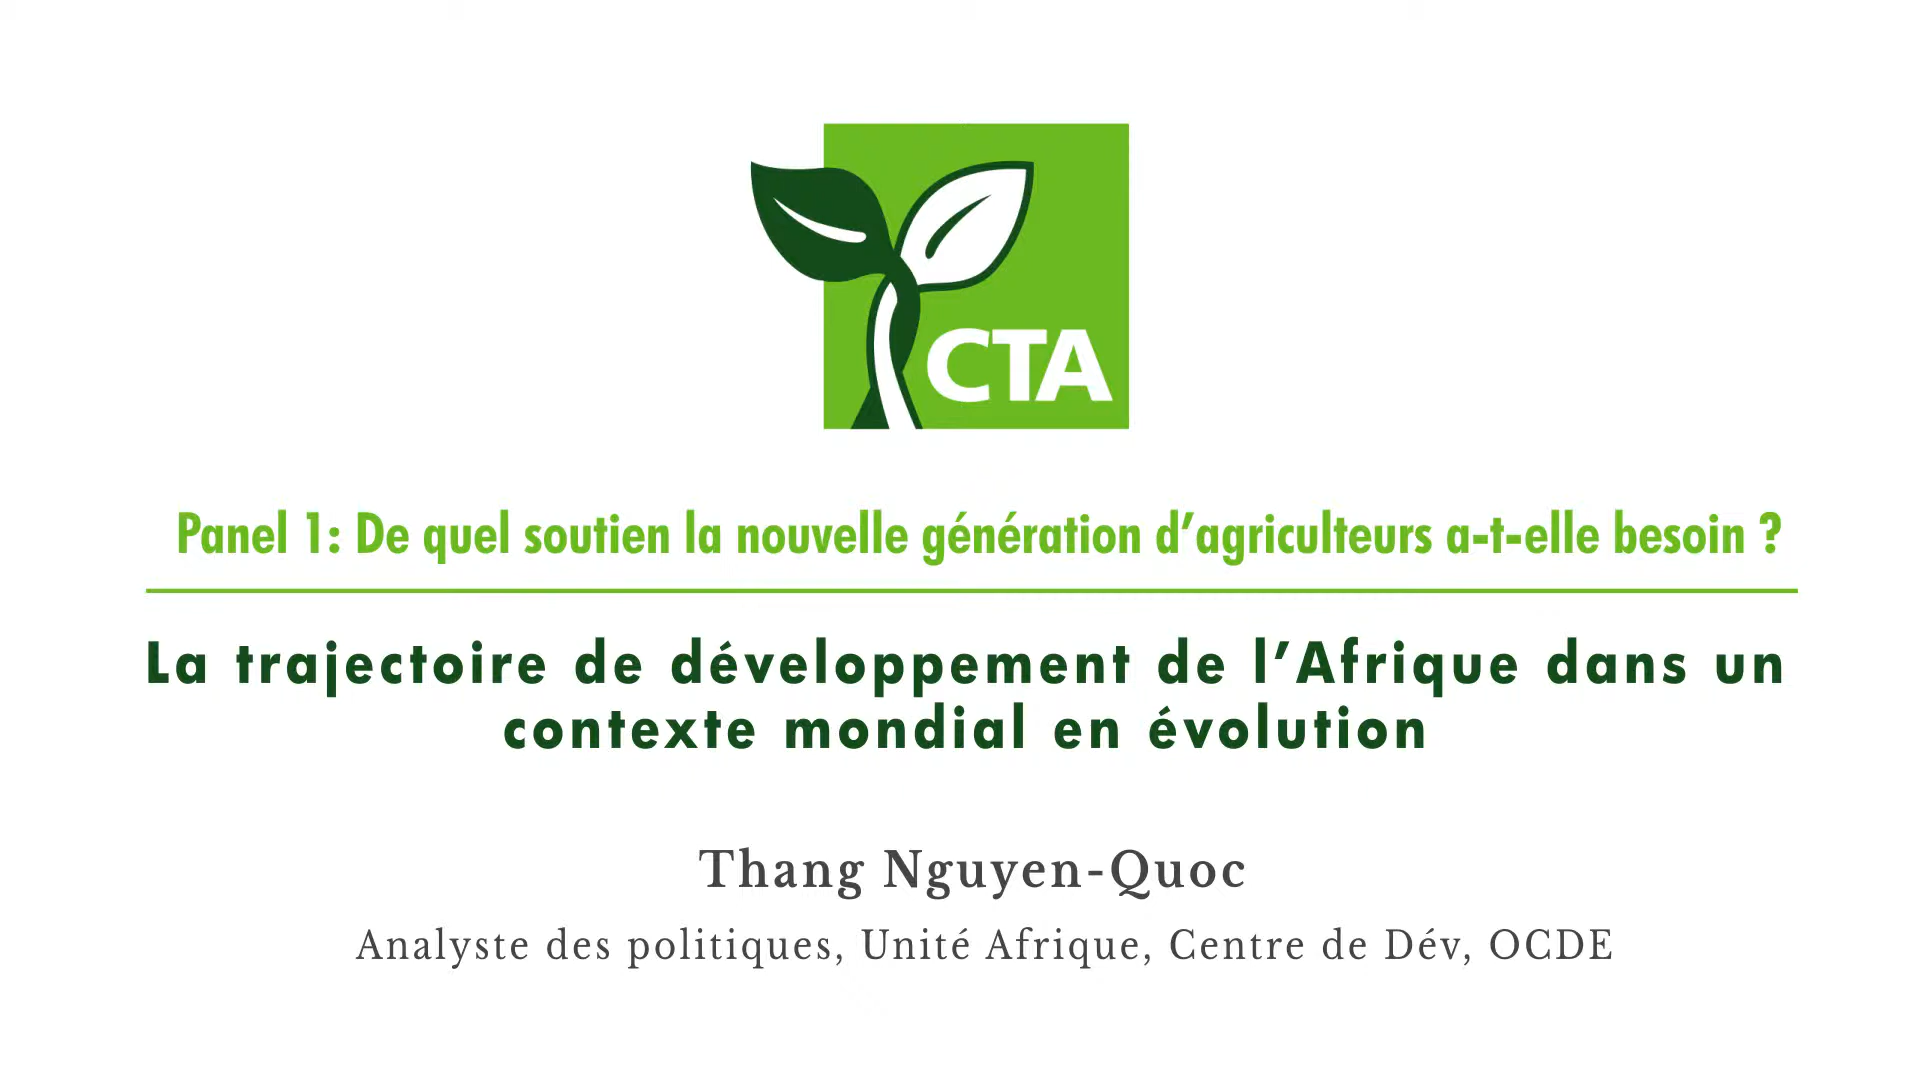 CTA
Panel 1: De quel soutien la nouvelle génération d’agriculteurs a-t-elle besoin ?
La trajectoire de développement de l’Afrique dans un
contexte mondial en évolution
Thang Nguyen-Quoc
Analyste des politiques, Unité Afrique, Centre de Dév, OCDE